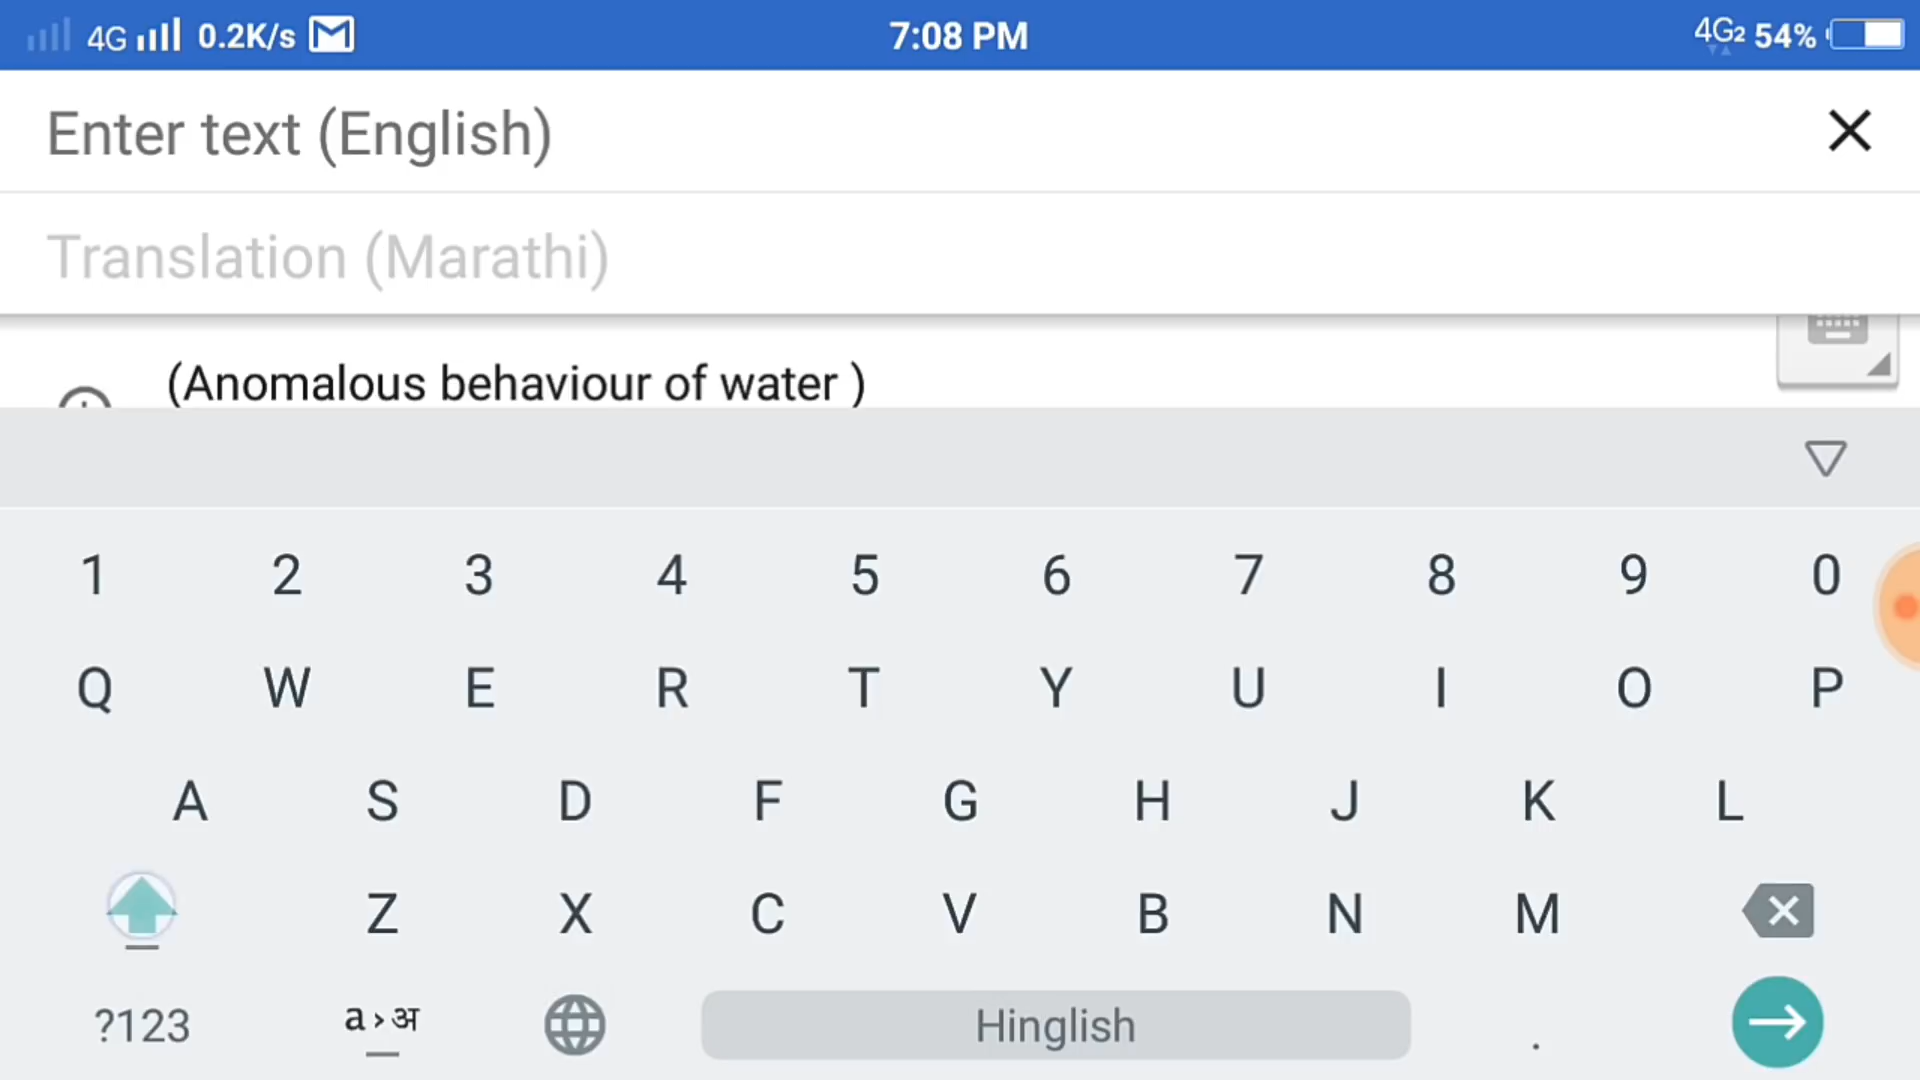 4G 0.2K/s 7:08 PM 4G2 54%
Enter text (English)
Translation (Marathi)
(Anomalous behaviour of water )
1 2 3 4 5 6 7 8 9 0
Q W E R T Y U I O P
A S D F G H J K L
Z X C V B N M
?123 a›अ Hinglish .